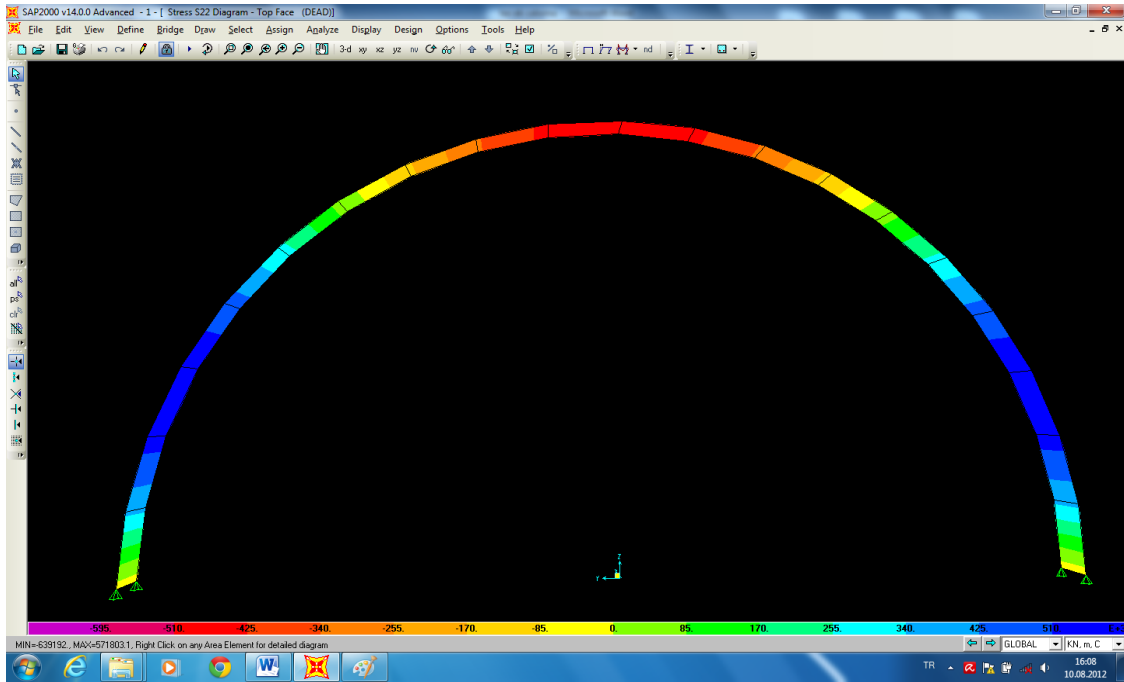 SAP2000 v14.0.0 Advanced - 1 - [ Stress S22 Diagram - Top Face (DEAD)]
File Edit View Define Bridge Draw Select Assign Analyze Display Design Options Tools Help
3-d xy xz yz nv nd
all
ps
clr
Z
Y
-595. -510. -425. -340. -255. -170. -85. 0. 85. 170. 255. 340. 425. 510.
MIN=-639192., MAX=571803.1, Right Click on any Area Element for detailed diagram GLOBAL KN, m, C
TR 16:08
10.08.2012